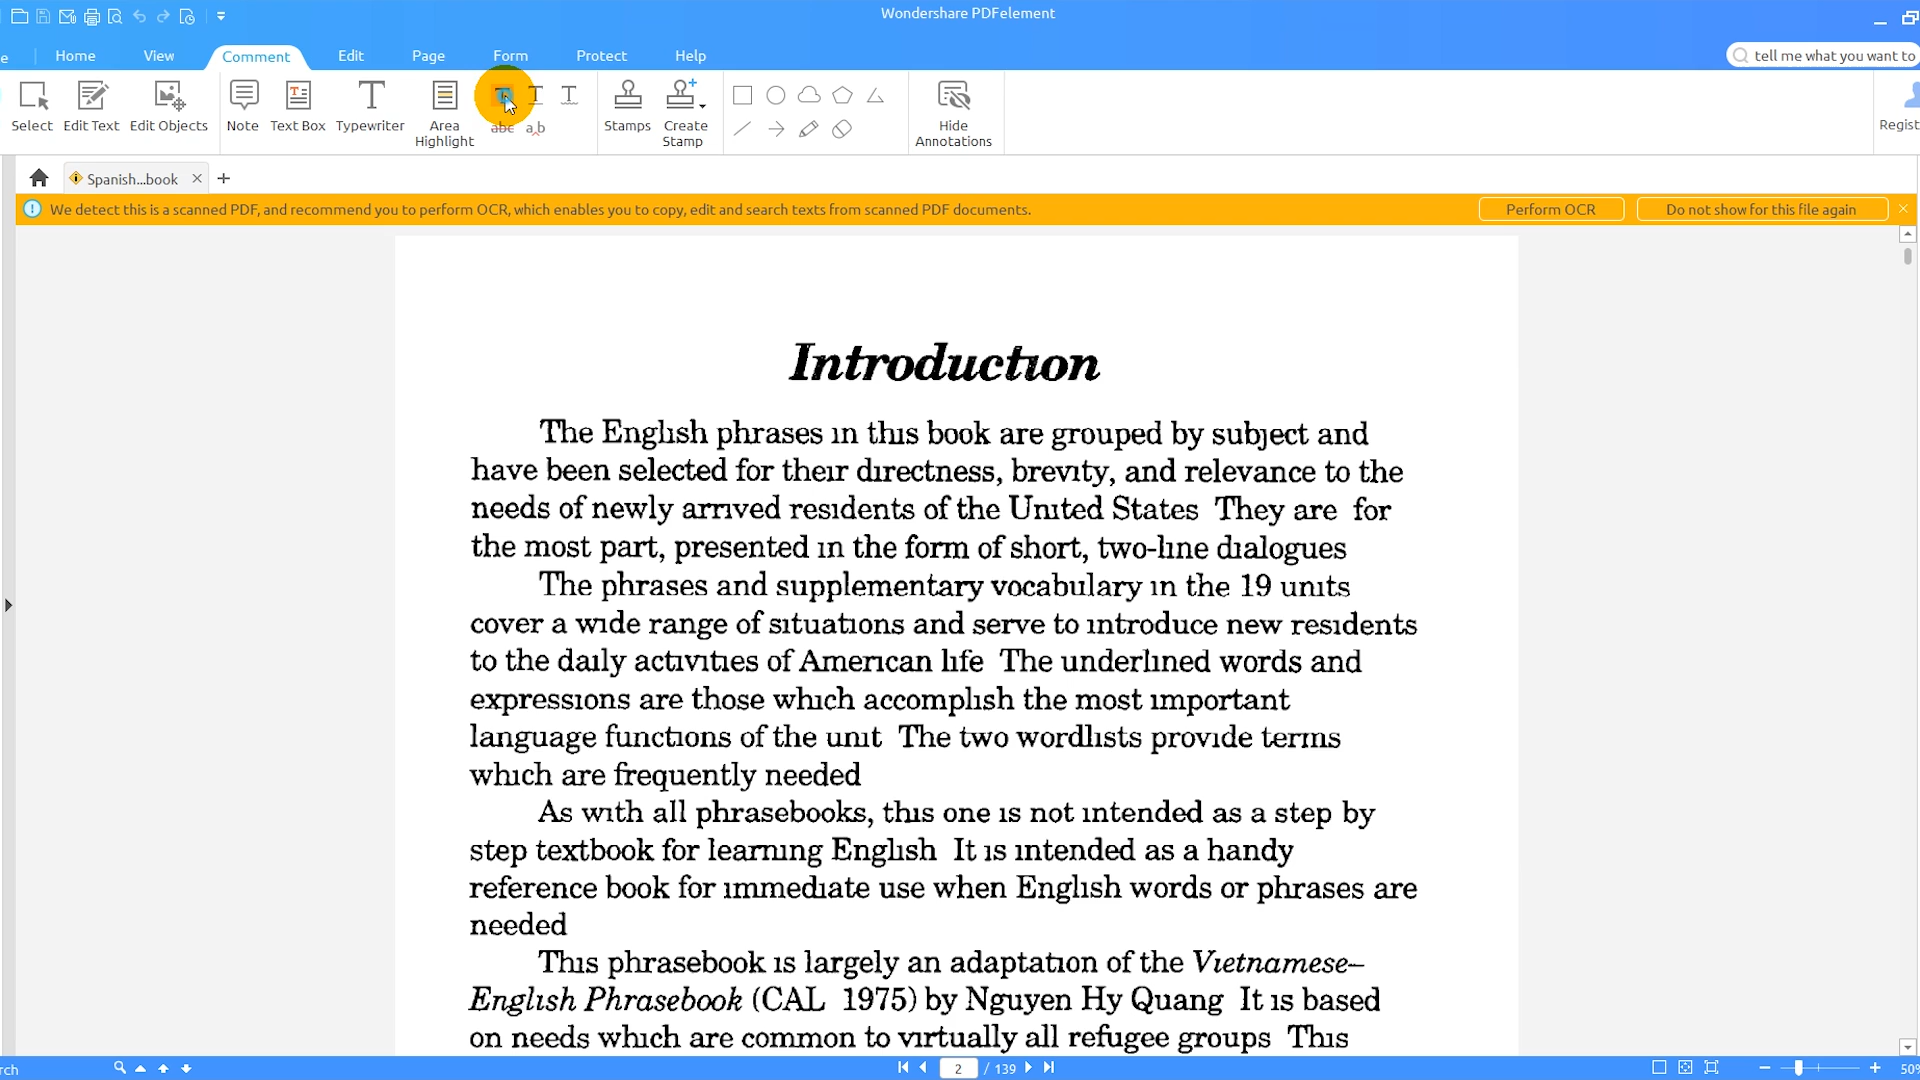 Wondershare PDFelement
Home View Comment Edit Page Form Protect Help
tell me what you want to
Select Edit Text Edit Objects Note Text Box Typewriter Area Highlight Stamps Create Stamp Hide Annotations
abc ab
Spanish...book
We detect this is a scanned PDF, and recommend you to perform OCR, which enables you to copy, edit and search texts from scanned PDF documents.
Perform OCR
Do not show for this file again
Introduction
The English phrases in this book are grouped by subject and
have been selected for their directness, brevity, and relevance to the
needs of newly arrived residents of the United States They are for
the most part, presented in the form of short, two-line dialogues
The phrases and supplementary vocabulary in the 19 units
cover a wide range of situations and serve to introduce new residents
to the daily activities of American life The underlined words and
expressions are those which accomplish the most important
language functions of the unit The two wordlists provide terms
which are frequently needed
As with all phrasebooks, this one is not intended as a step by
step textbook for learning English It is intended as a handy
reference book for immediate use when English words or phrases are
needed
This phrasebook is largely an adaptation of the Vietnamese–
English Phrasebook (CAL 1975) by Nguyen Hy Quang It is based
on needs which are common to virtually all refugee groups This
2 / 139